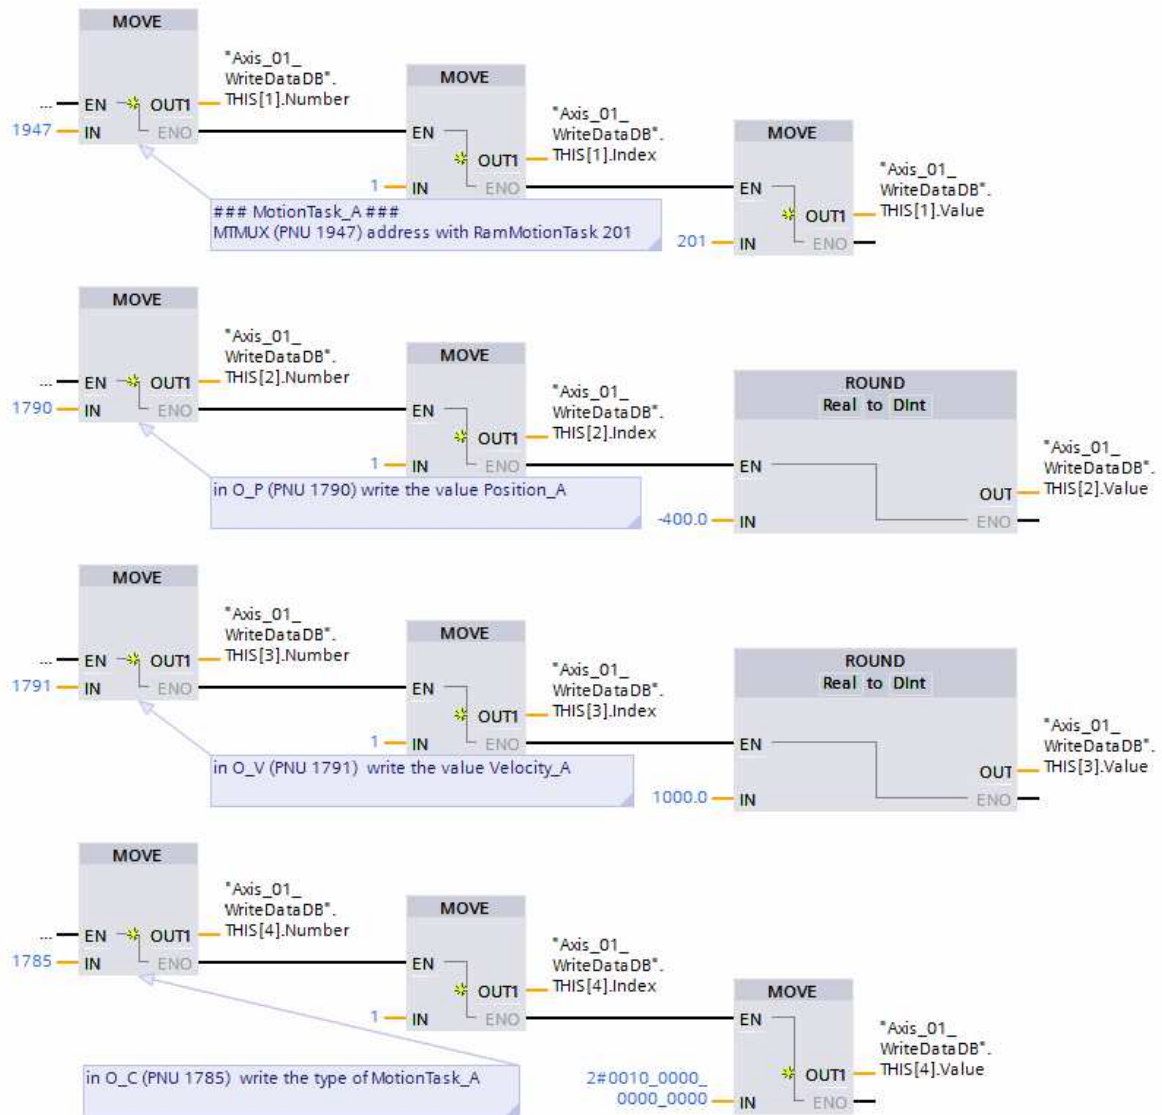 MOVE
"Axis_01_
WriteDataDB".
THIS[1].Number
... EN OUT1
1947 IN ENO
MOVE
"Axis_01_
WriteDataDB".
THIS[1].Index
EN
OUT1
1 IN ENO
MOVE
"Axis_01_
WriteDataDB".
THIS[1].Value
EN
OUT1
201 IN ENO
### MotionTask_A ###
MTMUX (PNU 1947) address with RamMotionTask 201
MOVE
"Axis_01_
WriteDataDB".
THIS[2].Number
... EN OUT1
1790 IN ENO
MOVE
"Axis_01_
WriteDataDB".
THIS[2].Index
EN
OUT1
1 IN ENO
ROUND
Real to DInt
"Axis_01_
WriteDataDB".
THIS[2].Value
EN
OUT
-400.0 IN ENO
in O_P (PNU 1790) write the value Position_A
MOVE
"Axis_01_
WriteDataDB".
THIS[3].Number
... EN OUT1
1791 IN ENO
MOVE
"Axis_01_
WriteDataDB".
THIS[3].Index
EN
OUT1
1 IN ENO
ROUND
Real to DInt
"Axis_01_
WriteDataDB".
THIS[3].Value
EN
OUT
1000.0 IN ENO
in O_V (PNU 1791) write the value Velocity_A
MOVE
"Axis_01_
WriteDataDB".
THIS[4].Number
... EN OUT1
1785 IN ENO
MOVE
"Axis_01_
WriteDataDB".
THIS[4].Index
EN
OUT1
1 IN ENO
MOVE
"Axis_01_
WriteDataDB".
THIS[4].Value
EN
OUT1
2#0010_0000_
0000_0000 IN ENO
in O_C (PNU 1785) write the type of MotionTask_A